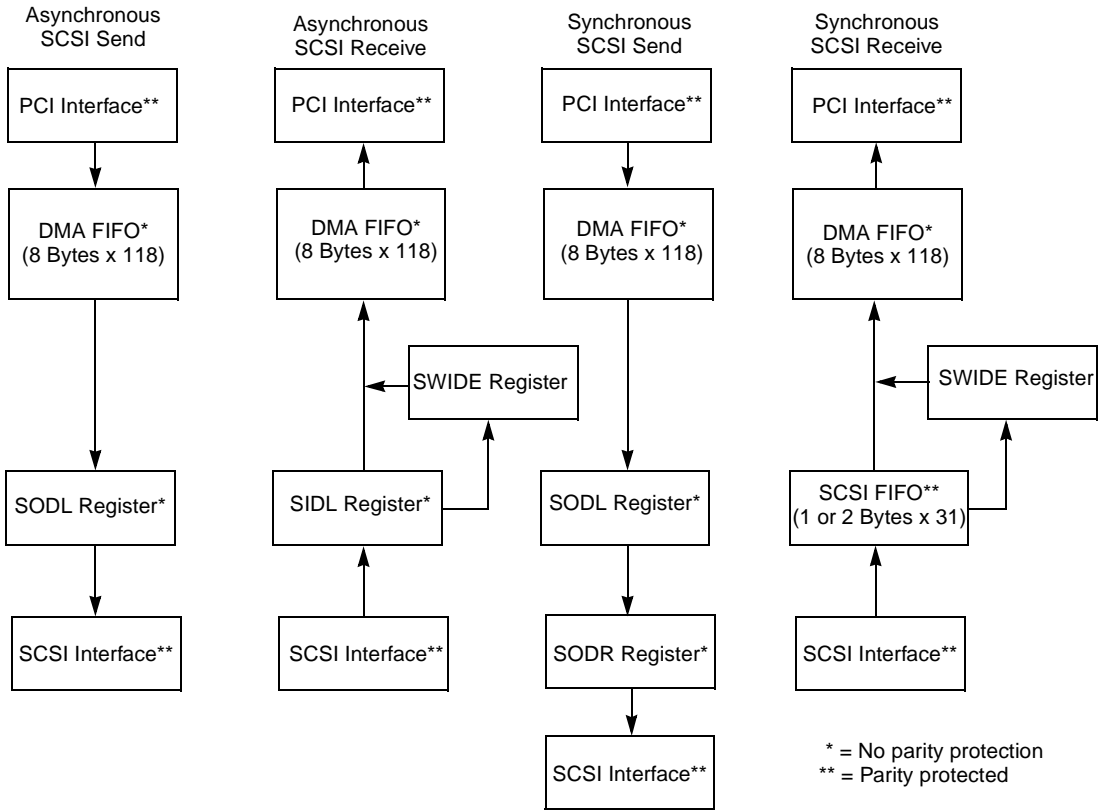 Asynchronous
SCSI Send
PCI Interface**
DMA FIFO*
(8 Bytes x 118)
SODL Register*
SCSI Interface**
Asynchronous
SCSI Receive
PCI Interface**
DMA FIFO*
(8 Bytes x 118)
SWIDE Register
SIDL Register*
SCSI Interface**
Synchronous
SCSI Send
PCI Interface**
DMA FIFO*
(8 Bytes x 118)
SODL Register*
SODR Register*
SCSI Interface**
Synchronous
SCSI Receive
PCI Interface**
DMA FIFO*
(8 Bytes x 118)
SWIDE Register
SCSI FIFO**
(1 or 2 Bytes x 31)
SCSI Interface**
* = No parity protection
** = Parity protected